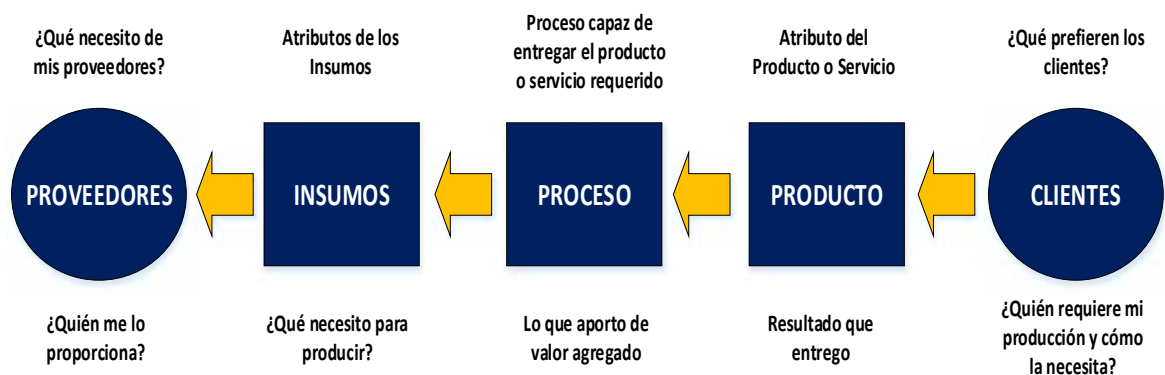 ¿Qué necesito de
mis proveedores?
Atributos de los
Insumos
Proceso capaz de
entregar el producto
o servicio requerido
Atributo del
Producto o Servicio
¿Qué prefieren los
clientes?
PROVEEDORES
INSUMOS
PROCESO
PRODUCTO
CLIENTES
¿Quién me lo
proporciona?
¿Qué necesito para
producir?
Lo que aporto de
valor agregado
Resultado que
entrego
¿Quién requiere mi
producción y cómo
la necesita?